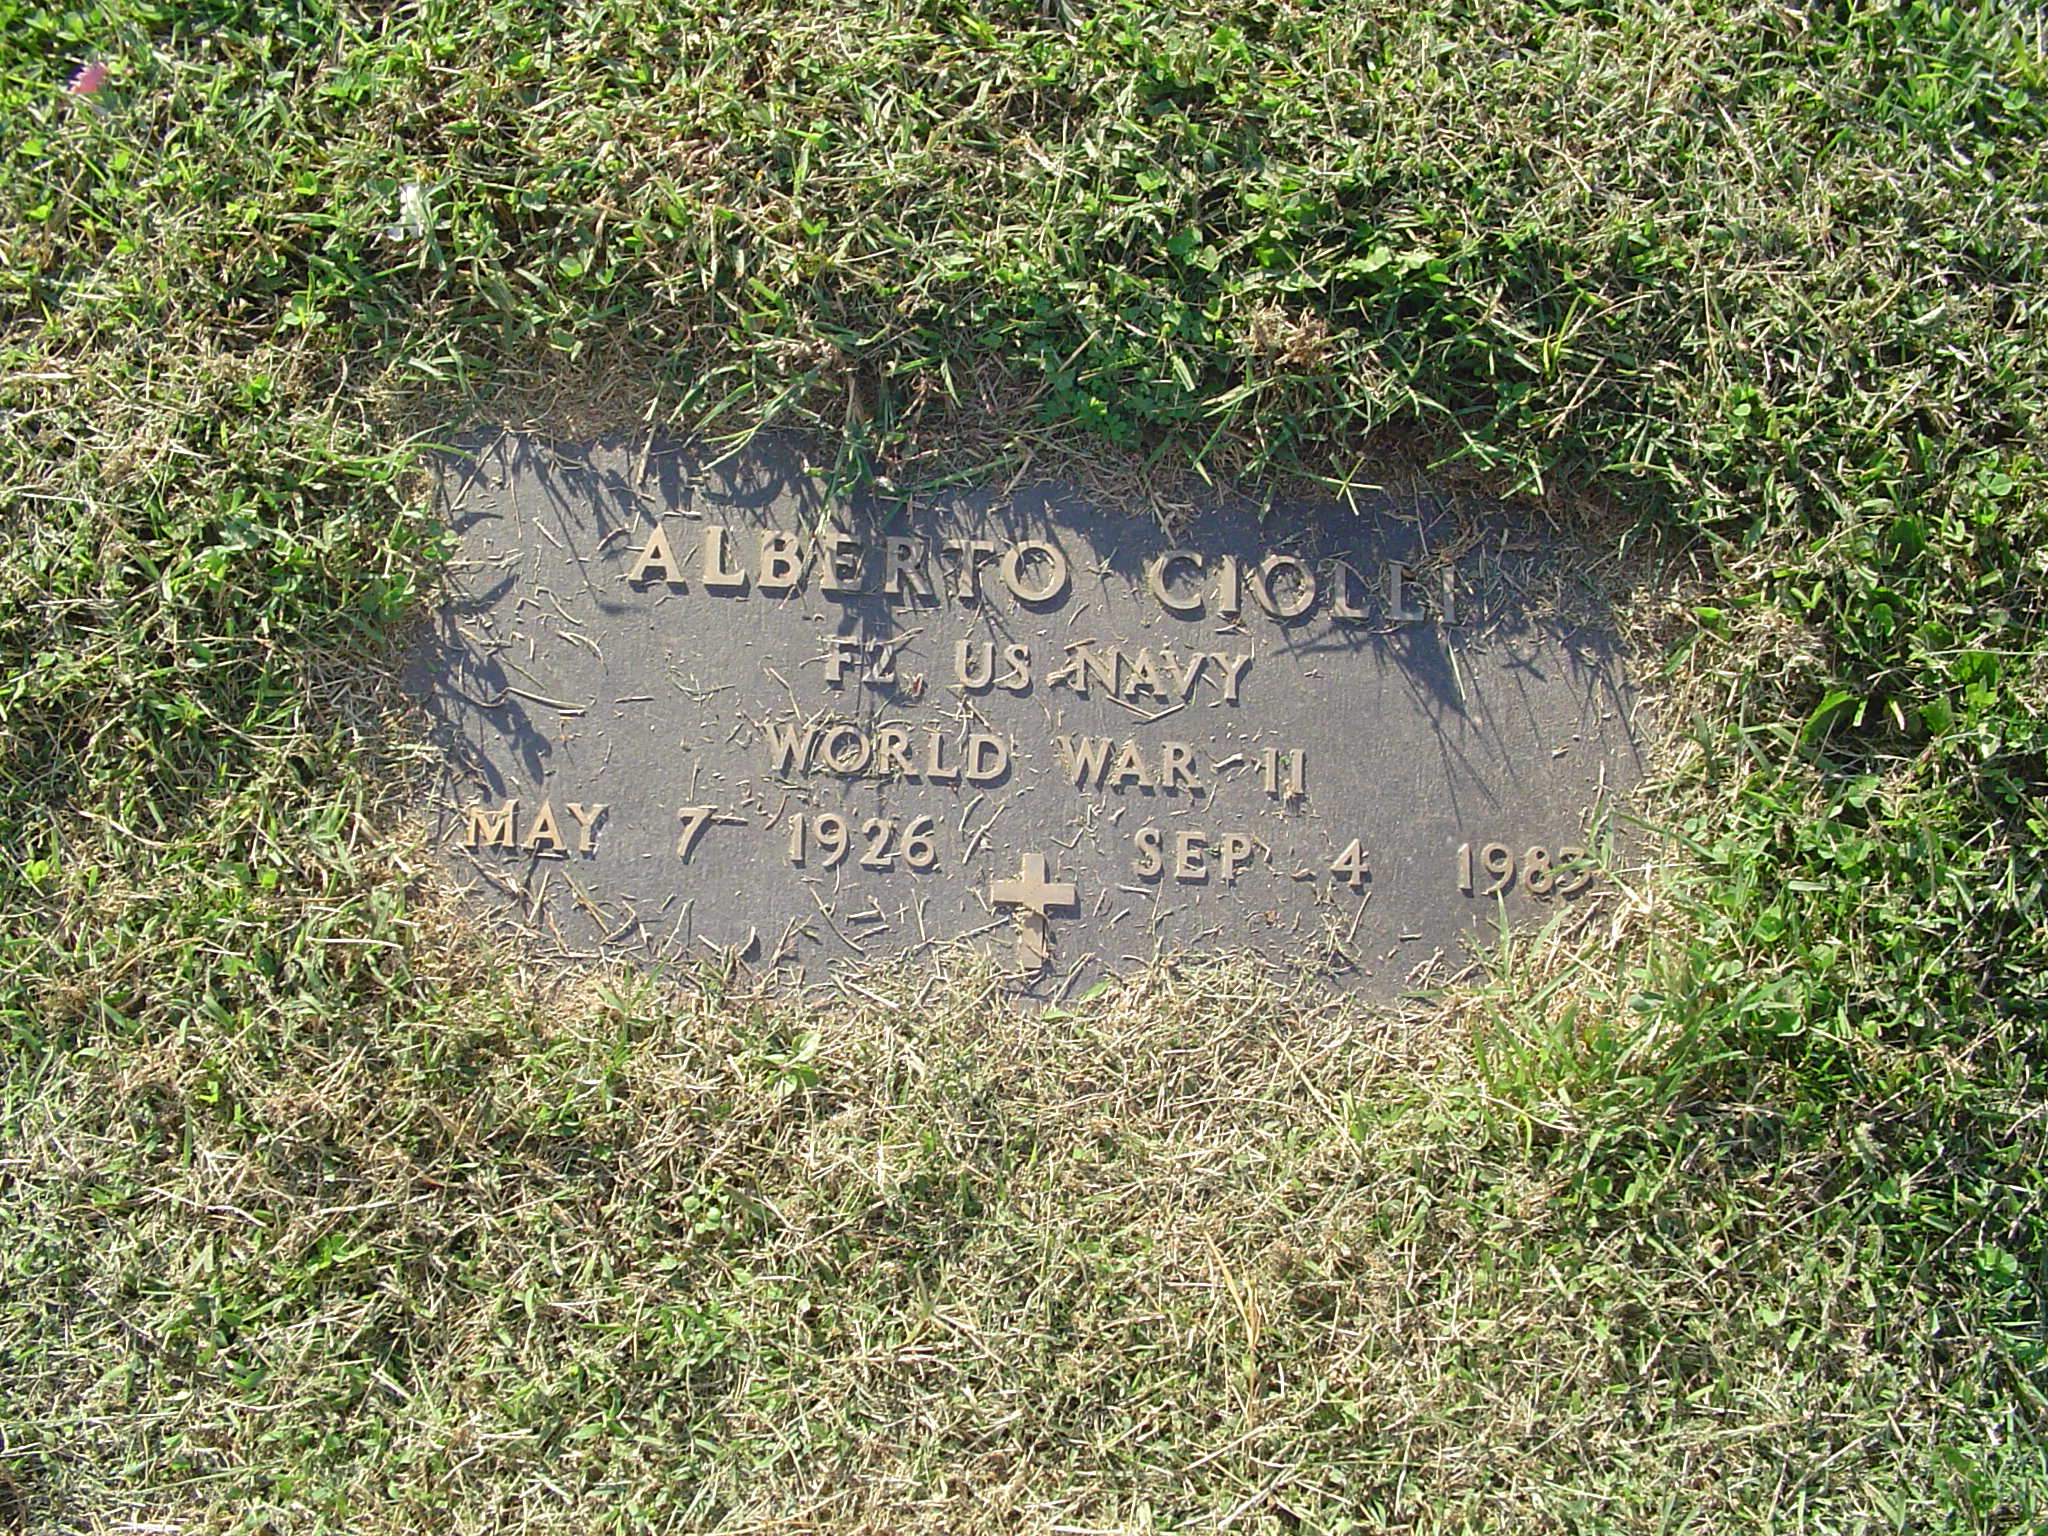 ALBERTO CIOLLI
F2 US NAVY
WORLD WAR II
MAY 7 1926 SEP 4 1983